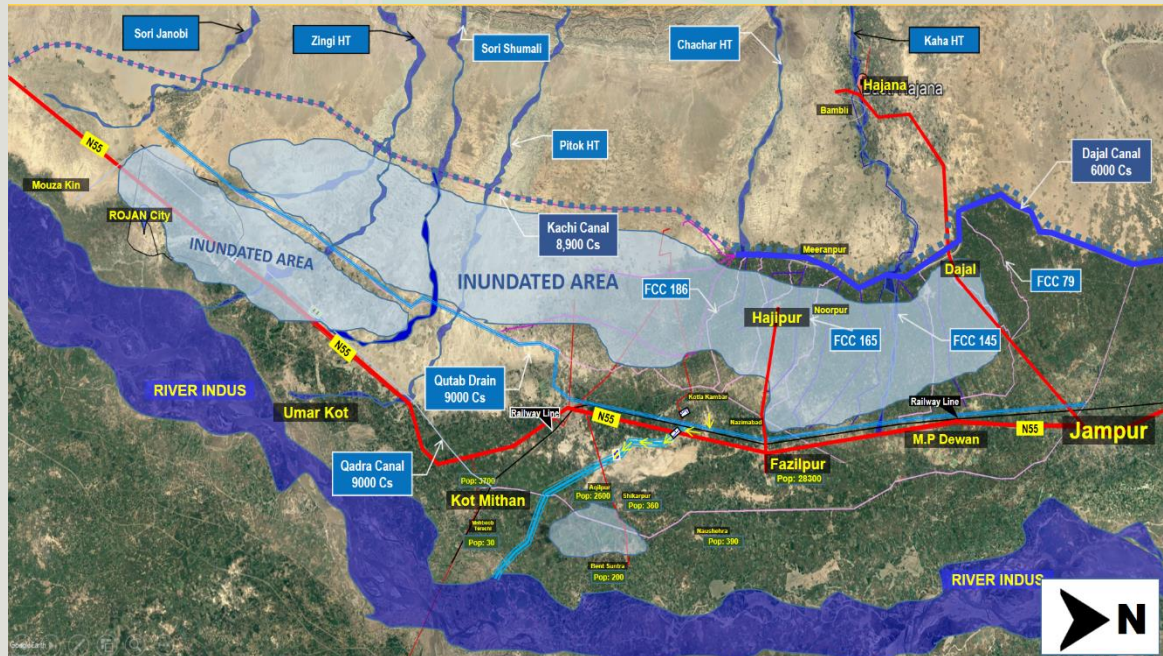 Sori Janobi
Zingi HT
Sori Shumali
Chachar HT
Kaha HT
Hajana
Bambli
Pitok HT
Dajal Canal
6000 Cs
N55
Mouza Kin
ROJAN City
INUNDATED AREA
Kachi Canal
8,900 Cs
INUNDATED AREA
Meeranpur
Dajal
FCC 79
FCC 186
Hajipur
Noorpur
FCC 165
FCC 145
N55
RIVER INDUS
Umar Kot
Qutab Drain
9000 Cs
Railway Line
N55
Kotla Kambar
Nazimabad
Railway Line
M.P Dewan
N55
Jampur
Fazilpur
Pop: 28300
Qadra Canal
9000 Cs
Pop: 3700
Kot Mithan
Aqilpur
Pop: 2600
Shikarpur
Pop: 360
Pop: 30
Naushehra
Pop: 390
Pop: 200
RIVER INDUS
N